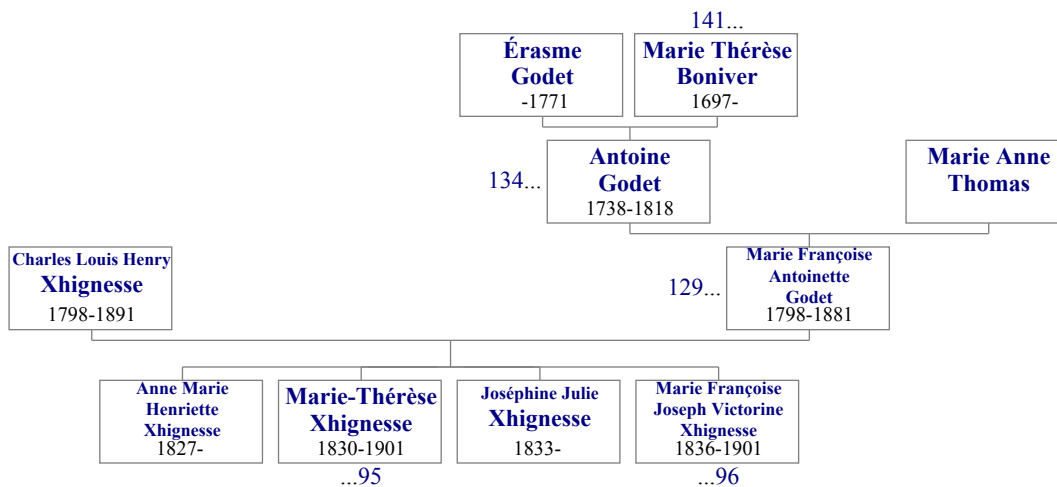 141...
Érasme
Godet
-1771
Marie Thérèse
Boniver
1697-
134...
Antoine
Godet
1738-1818
Marie Anne
Thomas
Charles Louis Henry
Xhignesse
1798-1891
129...
Marie Françoise
Antoinette
Godet
1798-1881
Anne Marie
Henriette
Xhignesse
1827-
Marie-Thérèse
Xhignesse
1830-1901
...95
Joséphine Julie
Xhignesse
1833-
Marie Françoise
Joseph Victorine
Xhignesse
1836-1901
...96